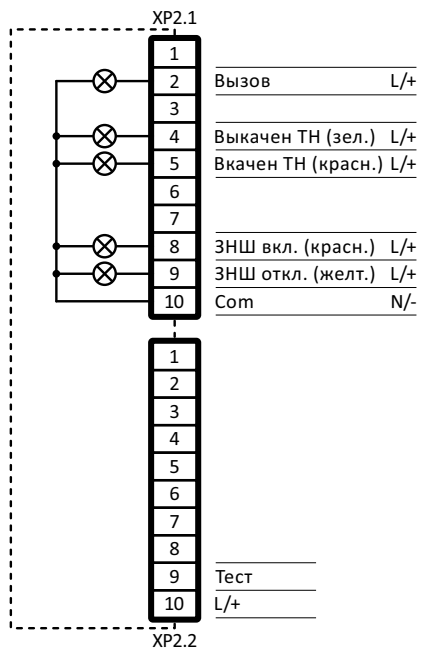 XP2.1
1
2 Вызов L/+
3
4 Выкачен ТН (зел.) L/+
5 Вкачен ТН (красн.) L/+
6
7
8 ЗНШ вкл. (красн.) L/+
9 ЗНШ откл. (желт.) L/+
10 Com N/-
1
2
3
4
5
6
7
8
9 Тест
10 L/+
XP2.2